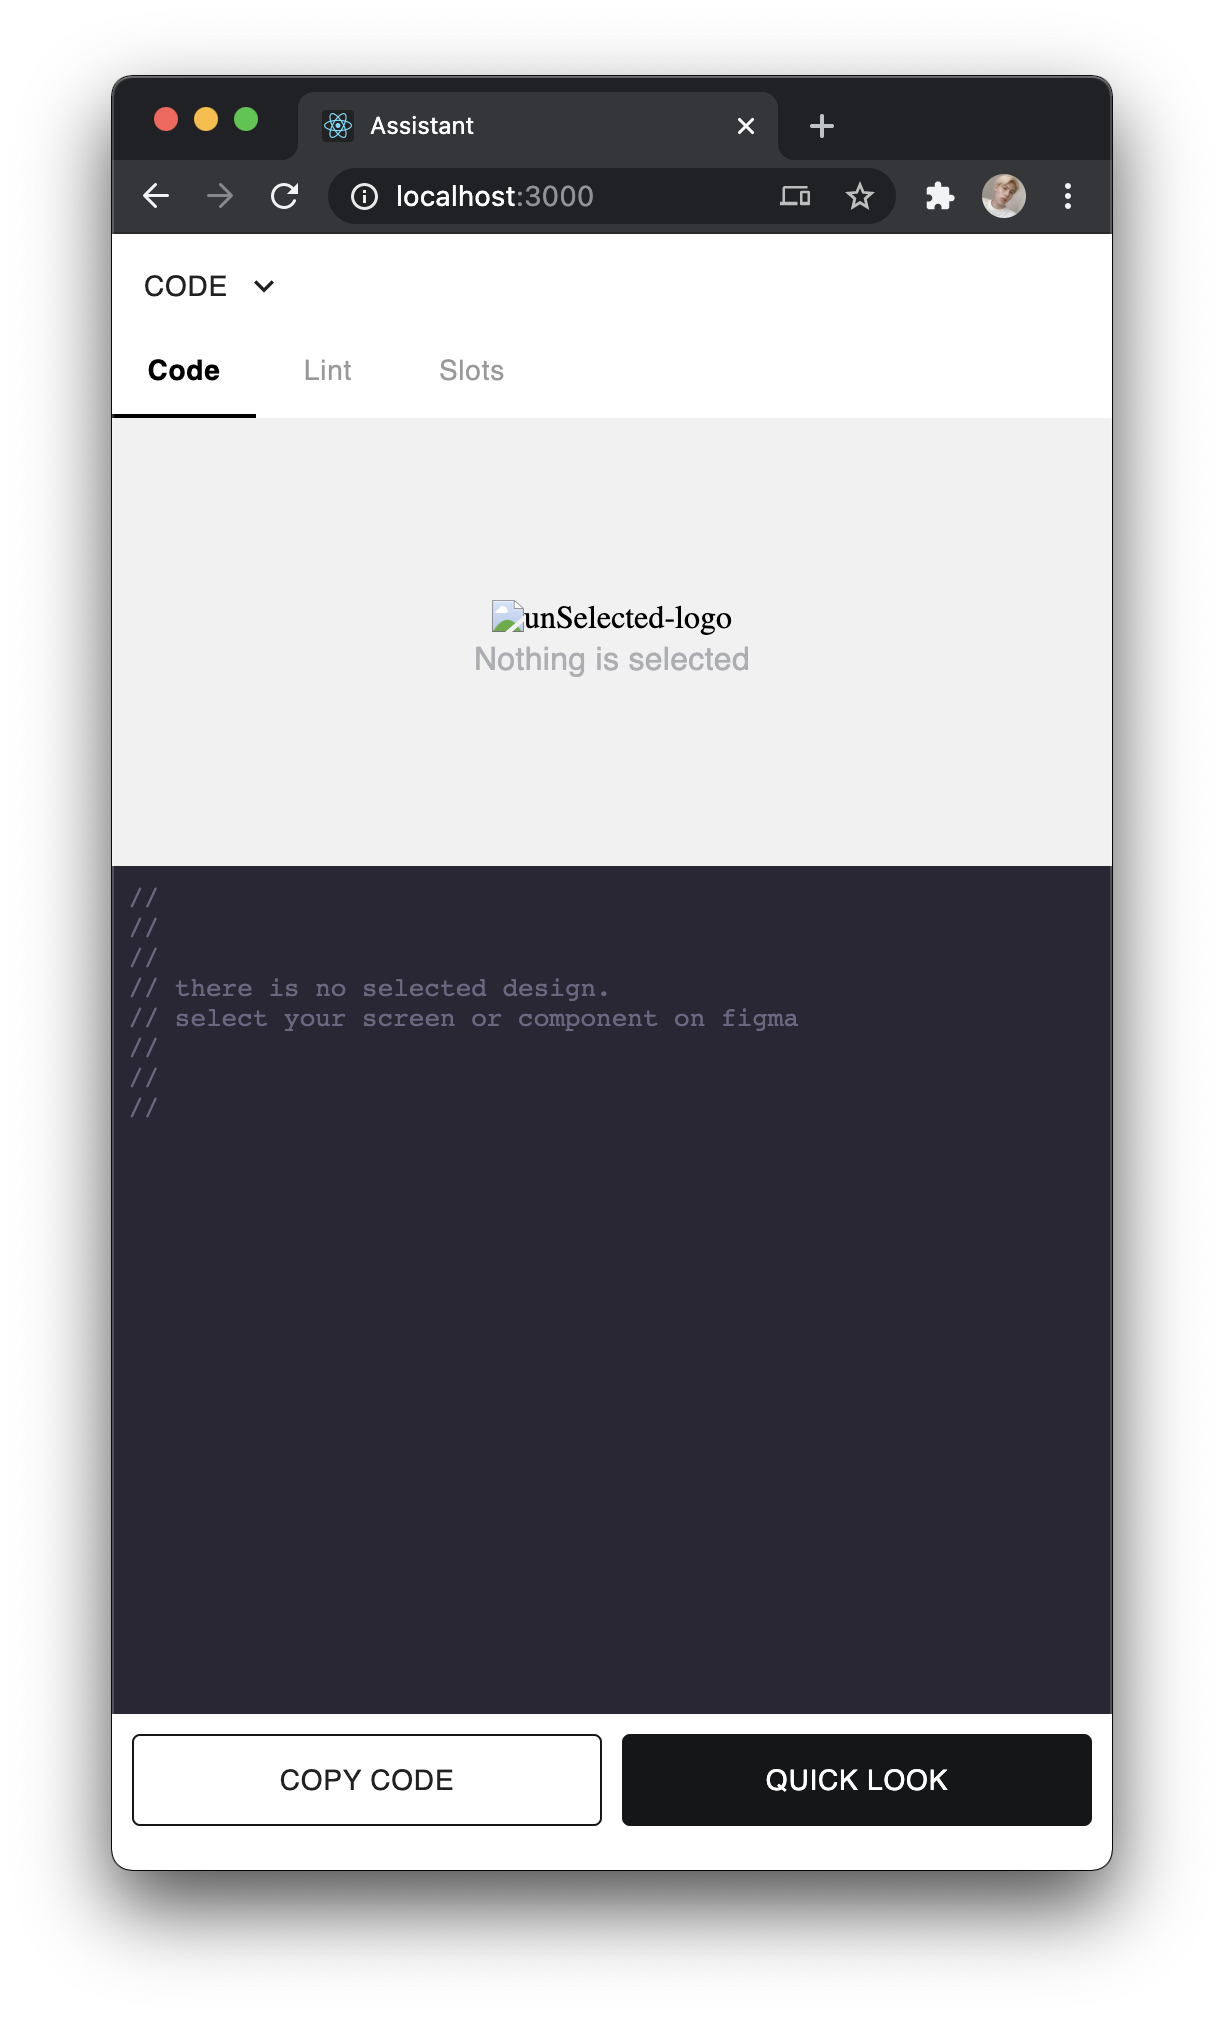 Assistant
localhost:3000
CODE
Code Lint Slots
unSelected-logo
Nothing is selected
//
//
//
// there is no selected design.
// select your screen or component on figma
//
//
//
COPY CODE QUICK LOOK